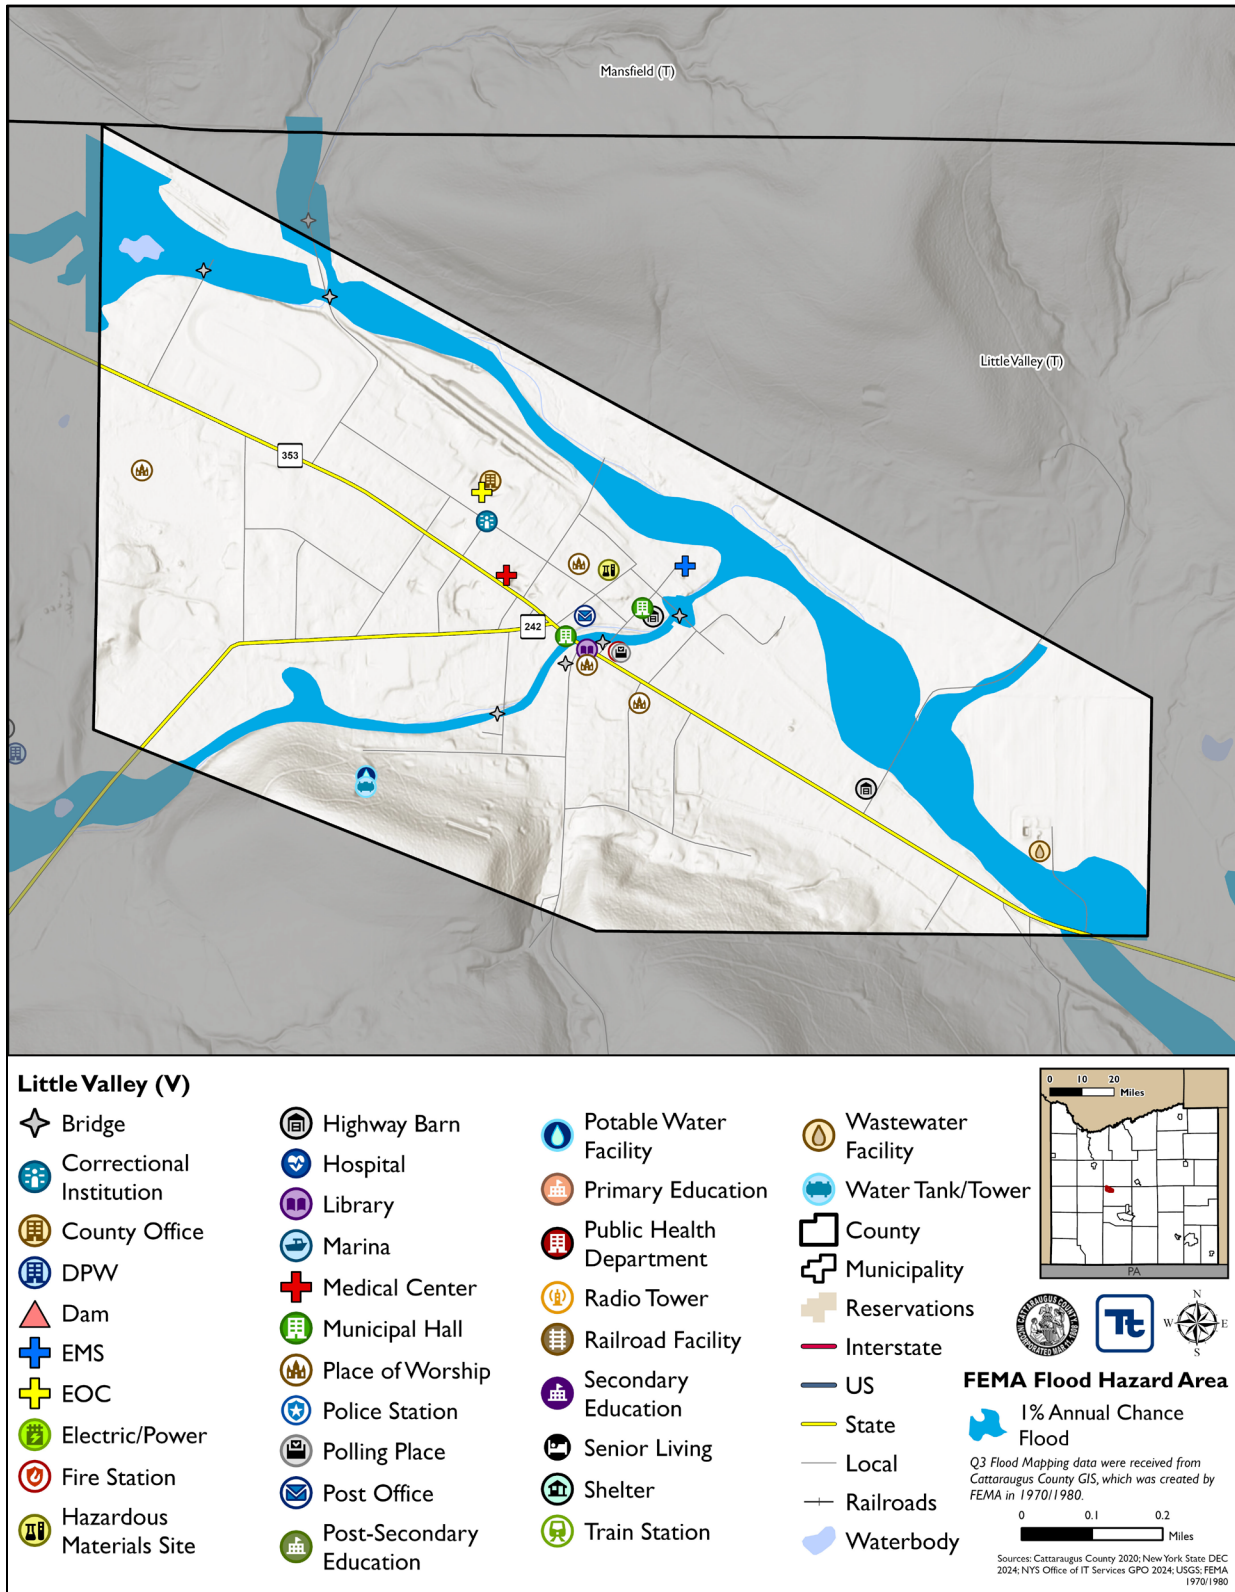 Mansfield (T)
Little Valley (T)
353
242
Little Valley (V)
Bridge
Correctional
Institution
County Office
DPW
Dam
EMS
EOC
Electric/Power
Fire Station
Hazardous
Materials Site
Highway Barn
Hospital
Library
Marina
Medical Center
Municipal Hall
Place of Worship
Police Station
Polling Place
Post Office
Post-Secondary
Education
Potable Water
Facility
Primary Education
Public Health
Department
Radio Tower
Railroad Facility
Secondary
Education
Senior Living
Shelter
Train Station
Wastewater
Facility
Water Tank/Tower
County
Municipality
Reservations
Interstate
US
State
Local
Railroads
Waterbody
0 10 20
Miles
PA
Tt
N
W E
S
FEMA Flood Hazard Area
1% Annual Chance
Flood
Q3 Flood Mapping data were received from
Cattaraugus County GIS, which was created by
FEMA in 1970/1980.
0 0.1 0.2
Miles
Sources: Cattaraugus County 2020; New York State DEC
2024; NYS Office of IT Services GPO 2024; USGS; FEMA
1970/1980